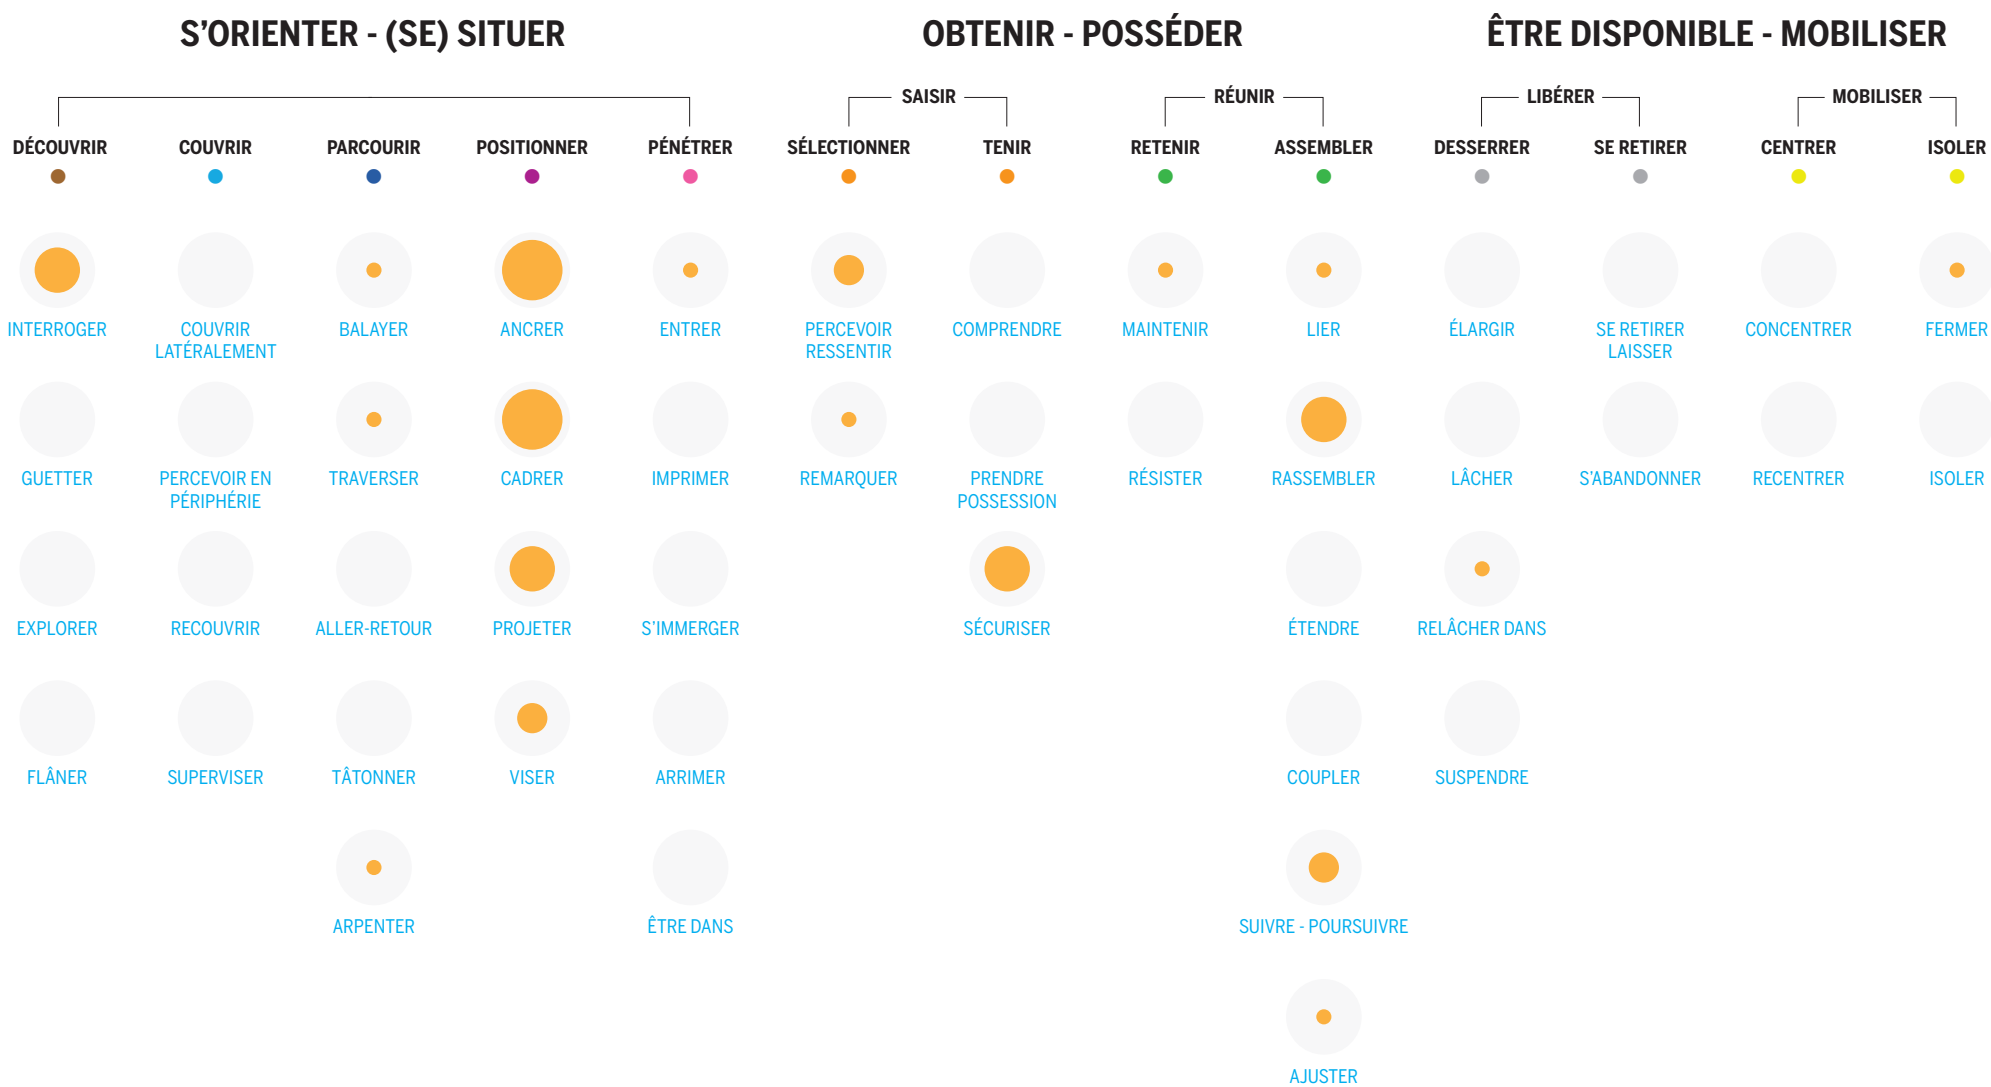 S’ORIENTER - (SE) SITUER
OBTENIR - POSSÉDER
ÊTRE DISPONIBLE - MOBILISER
SAISIR
RÉUNIR
LIBÉRER
MOBILISER
DÉCOUVRIR
COUVRIR
PARCOURIR
POSITIONNER
PÉNÉTRER
SÉLECTIONNER
TENIR
RETENIR
ASSEMBLER
DESSERRER
SE RETIRER
CENTRER
ISOLER
INTERROGER
COUVRIR
LATÉRALEMENT
BALAYER
ANCRER
ENTRER
PERCEVOIR
RESSENTIR
COMPRENDRE
MAINTENIR
LIER
ÉLARGIR
SE RETIRER
LAISSER
CONCENTRER
FERMER
GUETTER
PERCEVOIR EN
PÉRIPHÉRIE
TRAVERSER
CADRER
IMPRIMER
REMARQUER
PRENDRE
POSSESSION
RÉSISTER
RASSEMBLER
LÂCHER
S’ABANDONNER
RECENTRER
ISOLER
EXPLORER
RECOUVRIR
ALLER-RETOUR
PROJETER
S’IMMERGER
SÉCURISER
ÉTENDRE
RELÂCHER DANS
FLÂNER
SUPERVISER
TÂTONNER
VISER
ARRIMER
COUPLER
SUSPENDRE
ARPENTER
ÊTRE DANS
SUIVRE - POURSUIVRE
AJUSTER